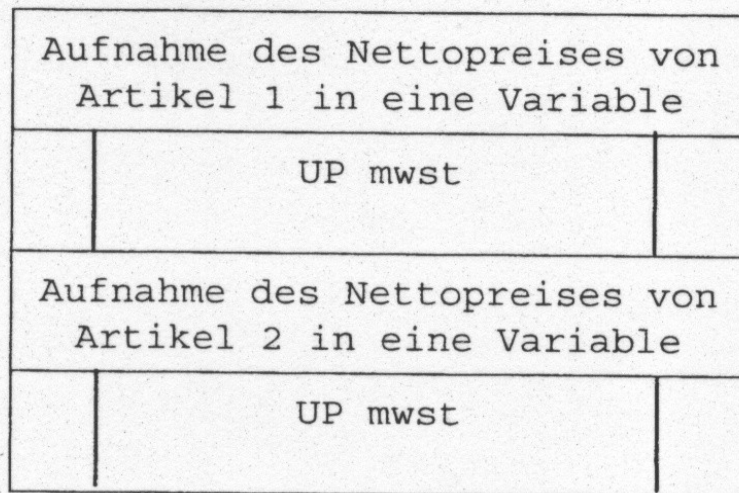 Aufnahme des Nettopreises von
Artikel 1 in eine Variable
UP mwst
Aufnahme des Nettopreises von
Artikel 2 in eine Variable
UP mwst